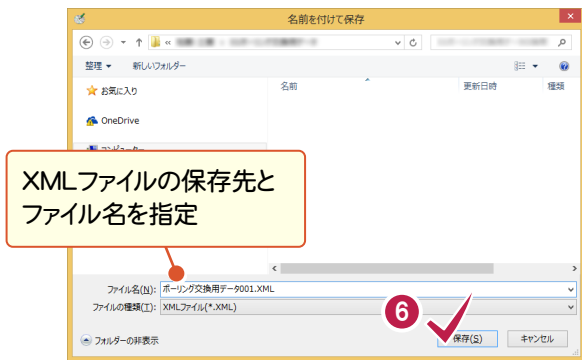 名前を付けて保存
整理
新しいフォルダー
名前
更新日時
種類
お気に入り
OneDrive
XMLファイルの保存先と
ファイル名を指定
ファイル名(N): ボーリング交換用データ001.XML
ファイルの種類(T): XMLファイル(*.XML)
6
フォルダーの非表示
保存(S)
キャンセル